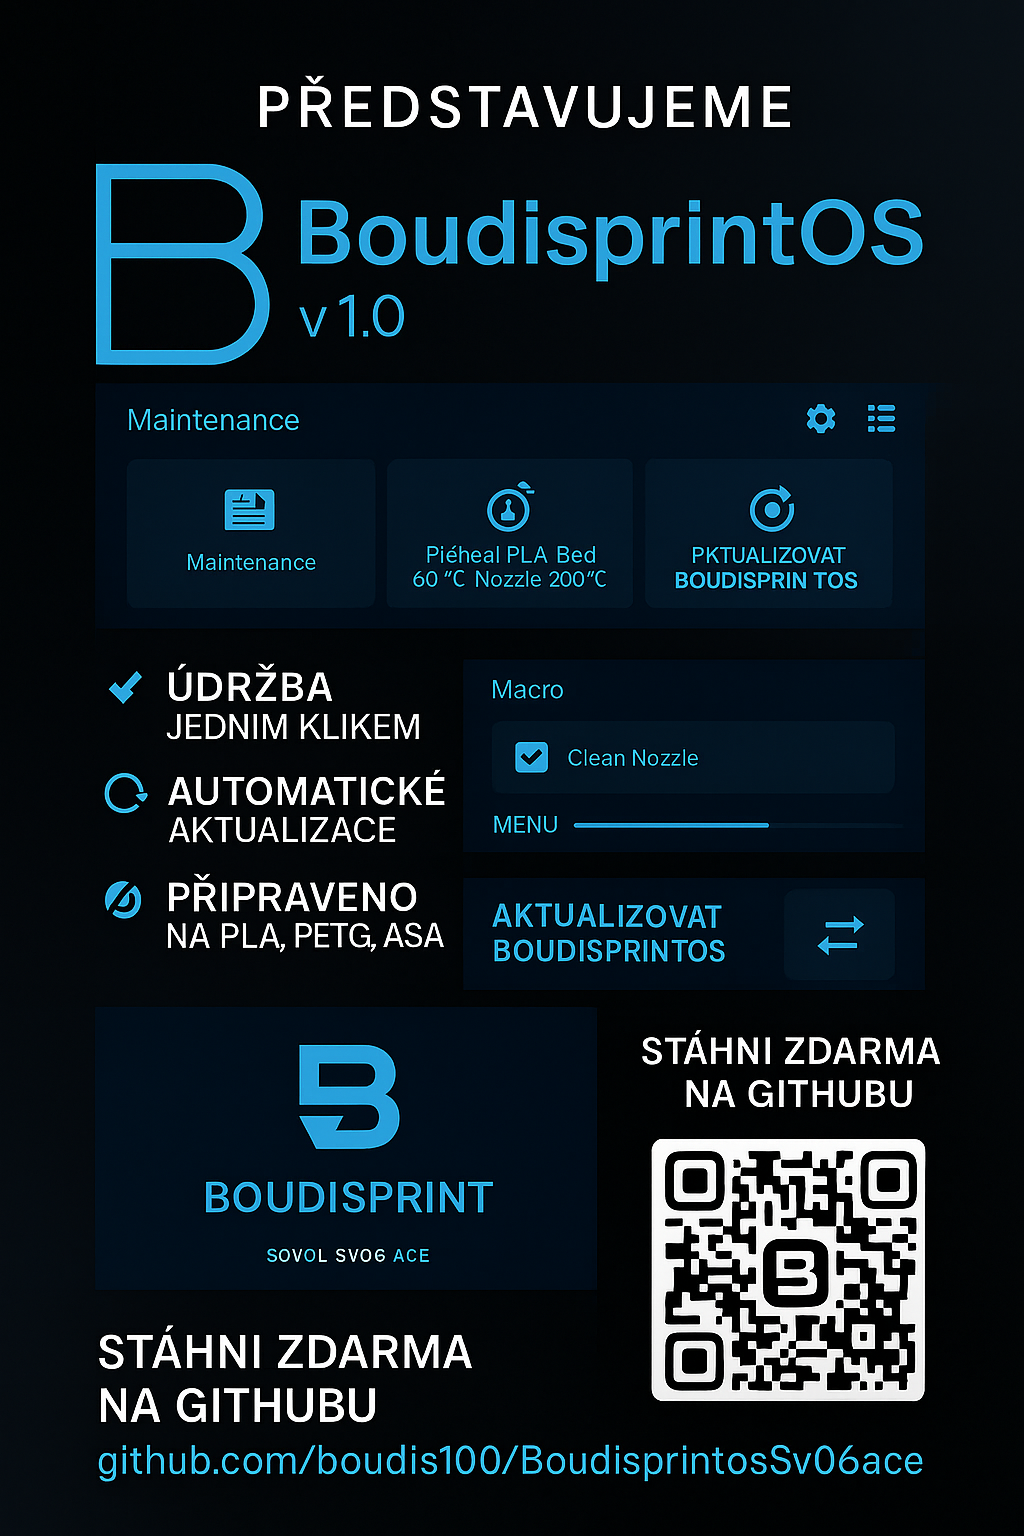 PŘEDSTAVUJEME
B
BoudisprintOS
v 1.0
Maintenance
Maintenance
Piéheal PLA Bed
60 "C Nozzle 200"C
PKTUALIZOVAT
BOUDISPRIN TOS
ÚDRŽBA
JEDNIM KLIKEM
AUTOMATICKÉ
AKTUALIZACE
PŘIPRAVENO
NA PLA, PETG, ASA
Macro
Clean Nozzle
MENU
AKTUALIZOVAT
BOUDISPRINTOS
B
BOUDISPRINT
SOVOL SV06 ACE
STÁHNI ZDARMA
NA GITHUBU
B
STÁHNI ZDARMA
NA GITHUBU
github.com/boudis100/BoudisprintosSv06ace